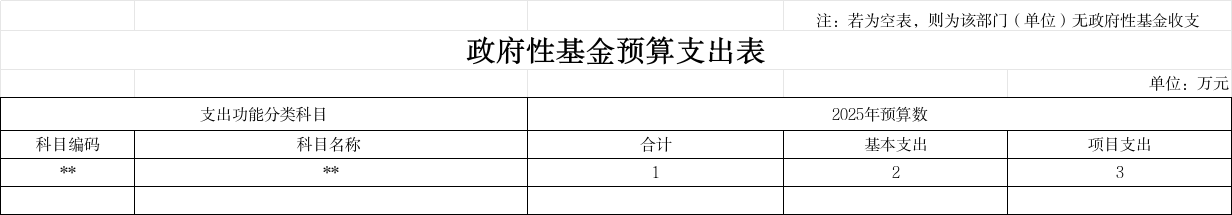 注：若为空表，则为该部门（单位）无政府性基金收支
政府性基金预算支出表
单位：万元
支出功能分类科目 2025年预算数
科目编码 科目名称 合计 基本支出 项目支出
** ** 1 2 3